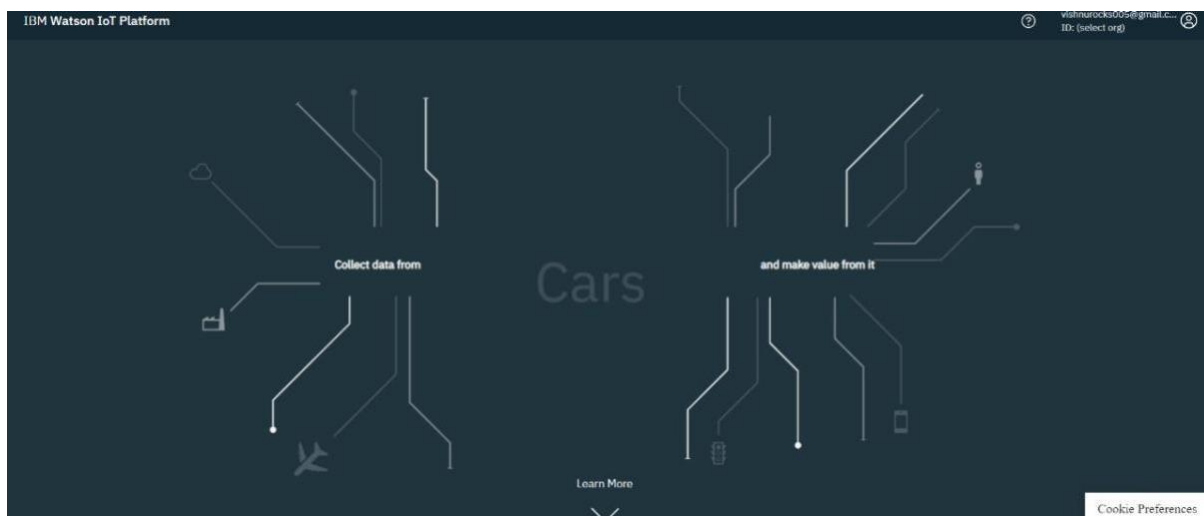 IBM Watson IoT Platform
vishnurocks005@gmail.c...
ID: (select org)
Collect data from
Cars
and make value from it
Learn More
Cookie Preferences